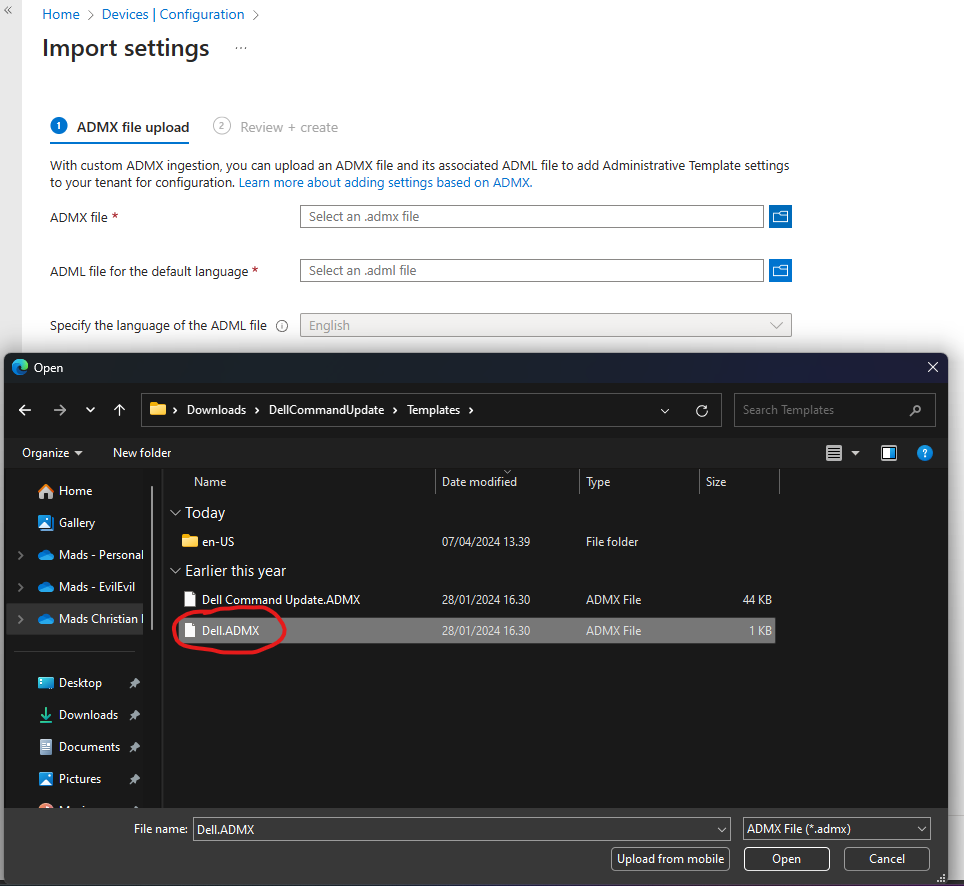 Home > Devices | Configuration >
Import settings ...
1 ADMX file upload 2 Review + create
With custom ADMX ingestion, you can upload an ADMX file and its associated ADML file to add Administrative Template settings
to your tenant for configuration. Learn more about adding settings based on ADMX.
ADMX file * Select an .admx file
ADML file for the default language * Select an .adml file
Specify the language of the ADML file English
Open
Downloads > DellCommandUpdate > Templates > Search Templates
Organize New folder
Name Date modified Type Size
Home
Gallery
Mads - Personal
Mads - EvilEvil
Mads Christian
Desktop
Downloads
Documents
Pictures
Today
en-US 07/04/2024 13.39 File folder
Earlier this year
Dell Command Update.ADMX 28/01/2024 16.30 ADMX File 44 KB
Dell.ADMX 28/01/2024 16.30 ADMX File 1 KB
File name: Dell.ADMX ADMX File (*.admx)
Upload from mobile Open Cancel